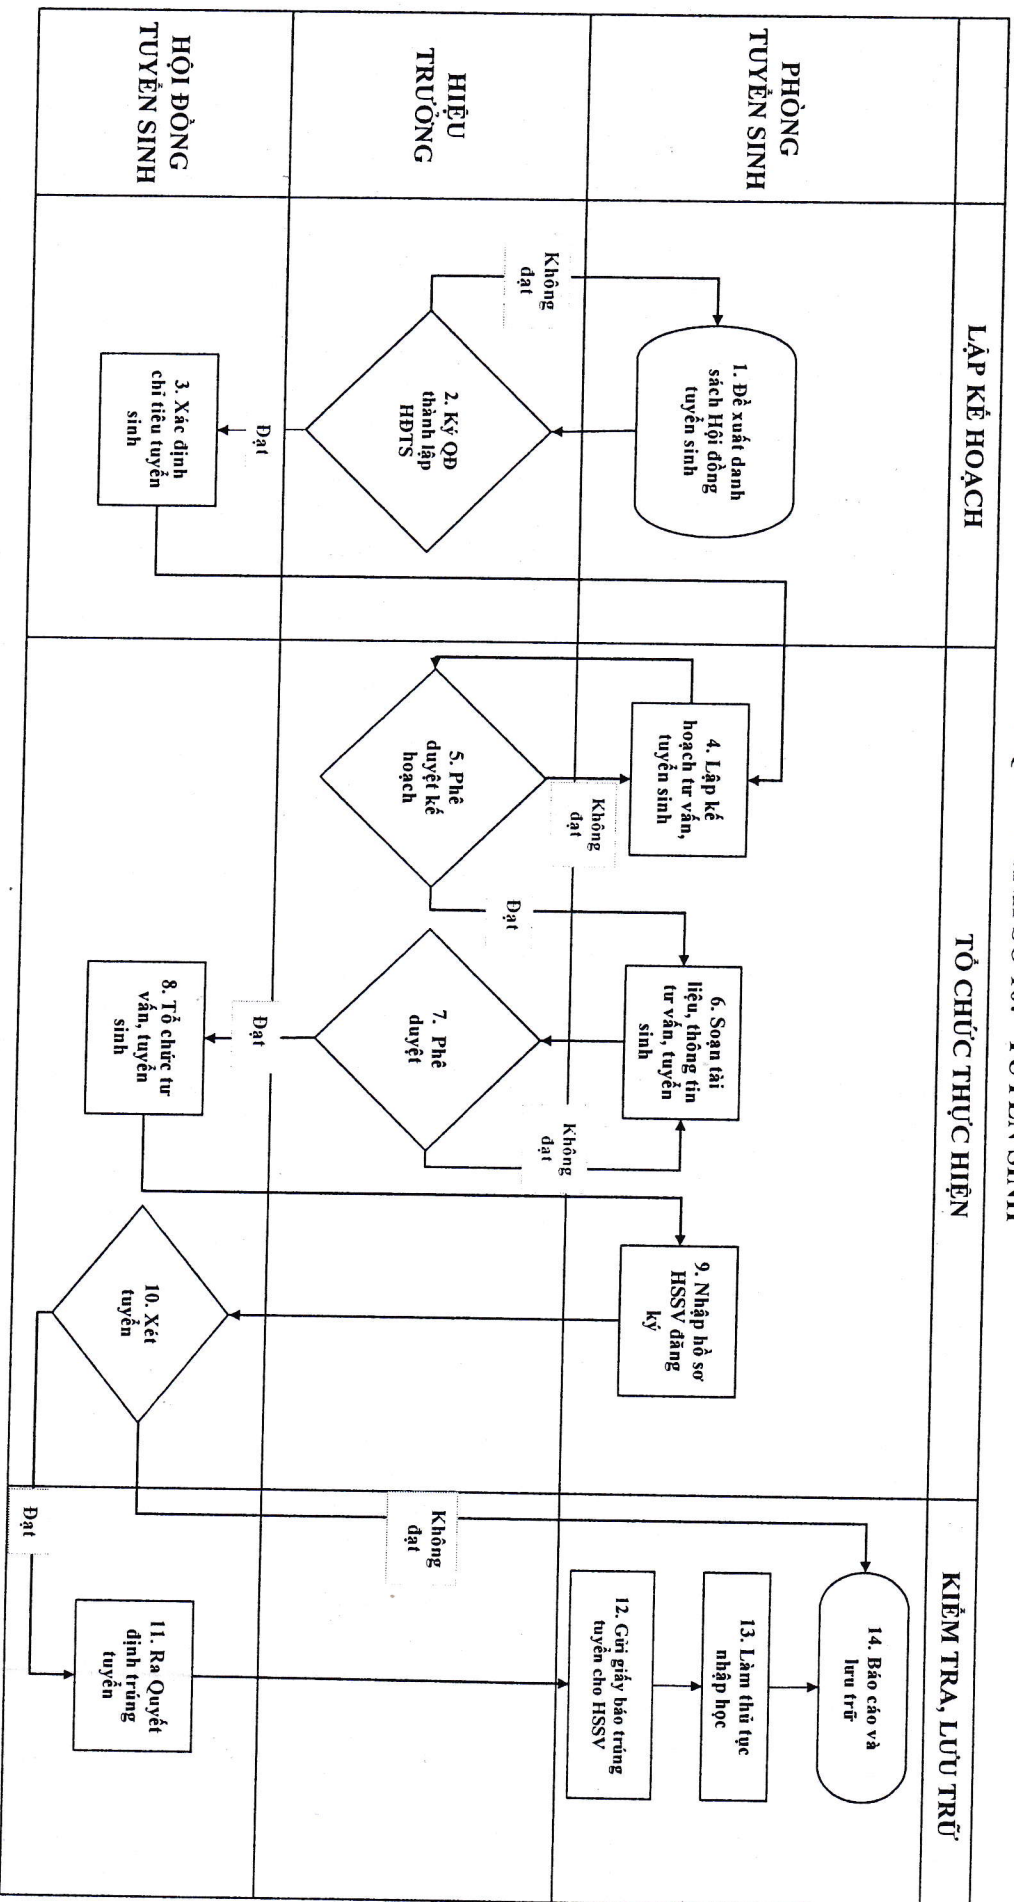 TUYỂN SINH
LẬP KẾ HOẠCH
TỔ CHỨC THỰC HIỆN
KIỂM TRA, LƯU TRỮ
PHÒNG
TUYỂN SINH
1. Đề xuất danh
sách Hội đồng
tuyển sinh
4. Lập kế
hoạch tư vấn,
tuyển sinh
6. Soạn tài
liệu, thông tin
tư vấn, tuyển
sinh
9. Nhập hồ sơ
HSSV đăng
ký
14. Báo cáo và
lưu trữ
13. Làm thủ tục
nhập học
12. Gửi giấy báo trúng
tuyển cho HSSV
HIỆU
TRƯỞNG
Không
đạt
2. Ký QĐ
thành lập
HĐTS
Không
đạt
5. Phê
duyệt kế
hoạch
Đạt
7. Phê
duyệt
Không
đạt
Không
đạt
HỘI ĐỒNG
TUYỂN SINH
Đạt
3. Xác định
chỉ tiêu tuyển
sinh
Đạt
8. Tổ chức tư
vấn, tuyển
sinh
10. Xét
tuyển
Đạt
11. Ra Quyết
định trúng
tuyển